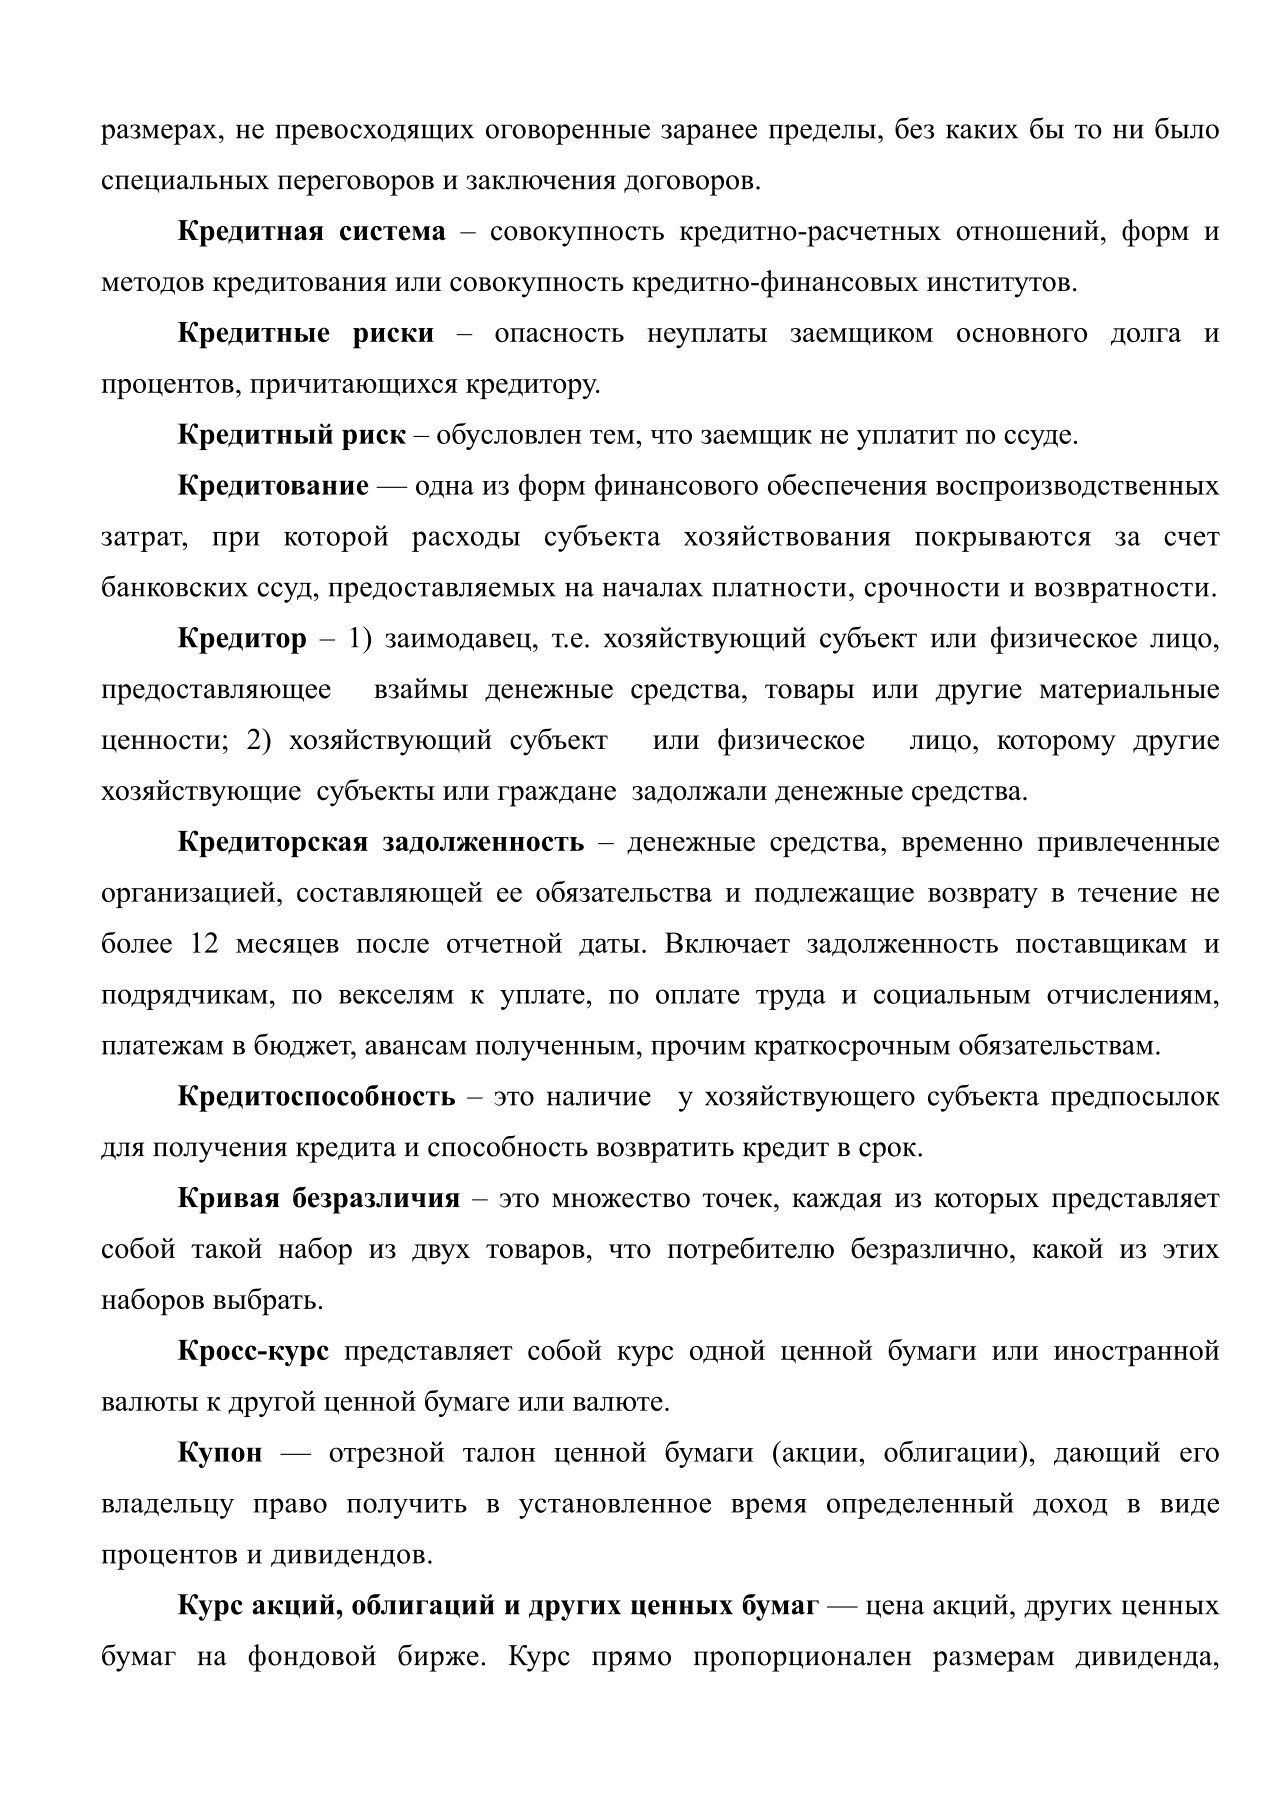 размерах, не превосходящих оговоренные заранее пределы, без каких бы то ни было
специальных переговоров и заключения договоров.
Кредитная система – совокупность кредитно-расчетных отношений, форм и
методов кредитования или совокупность кредитно-финансовых институтов.
Кредитные риски – опасность неуплаты заемщиком основного долга и
процентов, причитающихся кредитору.
Кредитный риск – обусловлен тем, что заемщик не уплатит по ссуде.
Кредитование — одна из форм финансового обеспечения воспроизводственных
затрат, при которой расходы субъекта хозяйствования покрываются за счет
банковских ссуд, предоставляемых на началах платности, срочности и возвратности.
Кредитор – 1) заимодавец, т.е. хозяйствующий субъект или физическое лицо,
предоставляющее взаймы денежные средства, товары или другие материальные
ценности; 2) хозяйствующий субъект или физическое лицо, которому другие
хозяйствующие субъекты или граждане задолжали денежные средства.
Кредиторская задолженность – денежные средства, временно привлеченные
организацией, составляющей ее обязательства и подлежащие возврату в течение не
более 12 месяцев после отчетной даты. Включает задолженность поставщикам и
подрядчикам, по векселям к уплате, по оплате труда и социальным отчислениям,
платежам в бюджет, авансам полученным, прочим краткосрочным обязательствам.
Кредитоспособность – это наличие у хозяйствующего субъекта предпосылок
для получения кредита и способность возвратить кредит в срок.
Кривая безразличия – это множество точек, каждая из которых представляет
собой такой набор из двух товаров, что потребителю безразлично, какой из этих
наборов выбрать.
Кросс-курс представляет собой курс одной ценной бумаги или иностранной
валюты к другой ценной бумаге или валюте.
Купон — отрезной талон ценной бумаги (акции, облигации), дающий его
владельцу право получить в установленное время определенный доход в виде
процентов и дивидендов.
Курс акций, облигаций и других ценных бумаг — цена акций, других ценных
бумаг на фондовой бирже. Курс прямо пропорционален размерам дивиденда,